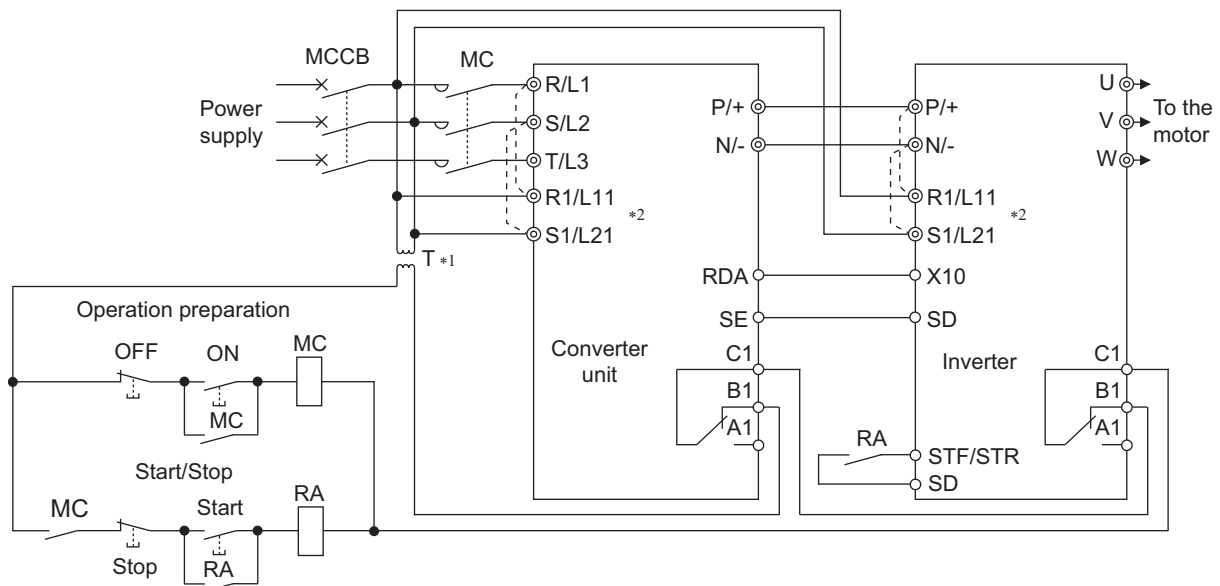 MCCB
MC
Power
supply
R/L1
S/L2
T/L3
R1/L11
*2
S1/L21
T *1
P/+
N/-
RDA
SE
C1
B1
A1
Converter
unit
P/+
N/-
R1/L11
*2
S1/L21
X10
SD
Inverter
C1
B1
A1
RA
STF/STR
SD
U
V
W
To the
motor
Operation preparation
OFF
ON
MC
MC
Start/Stop
MC
Start
RA
Stop
RA